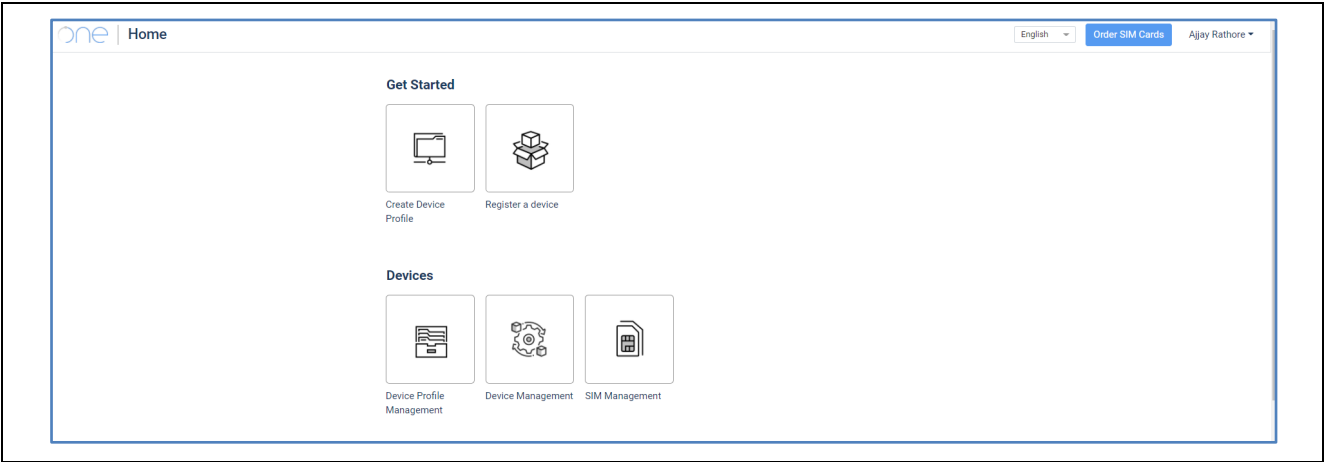 one Home
English Order SIM Cards Ajjay Rathore
Get Started
Create Device Register a device
Profile
Devices
Device Profile Device Management SIM Management
Management